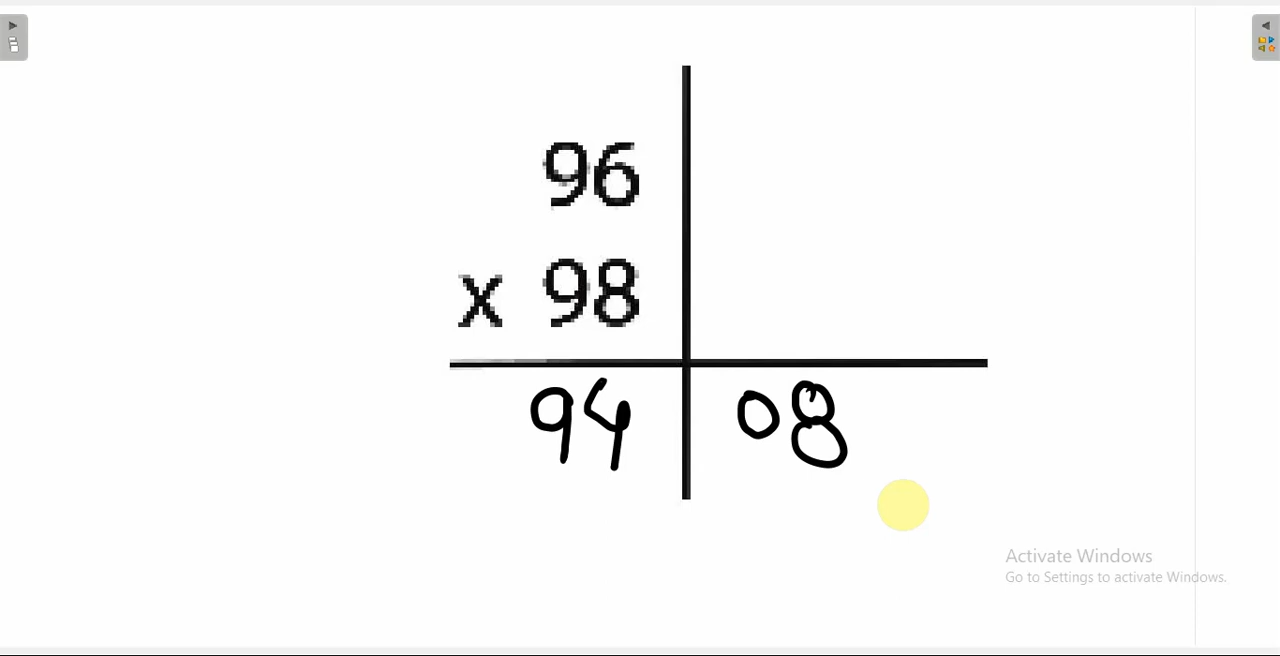 96
x 98
94 08
Activate Windows
Go to Settings to activate Windows.